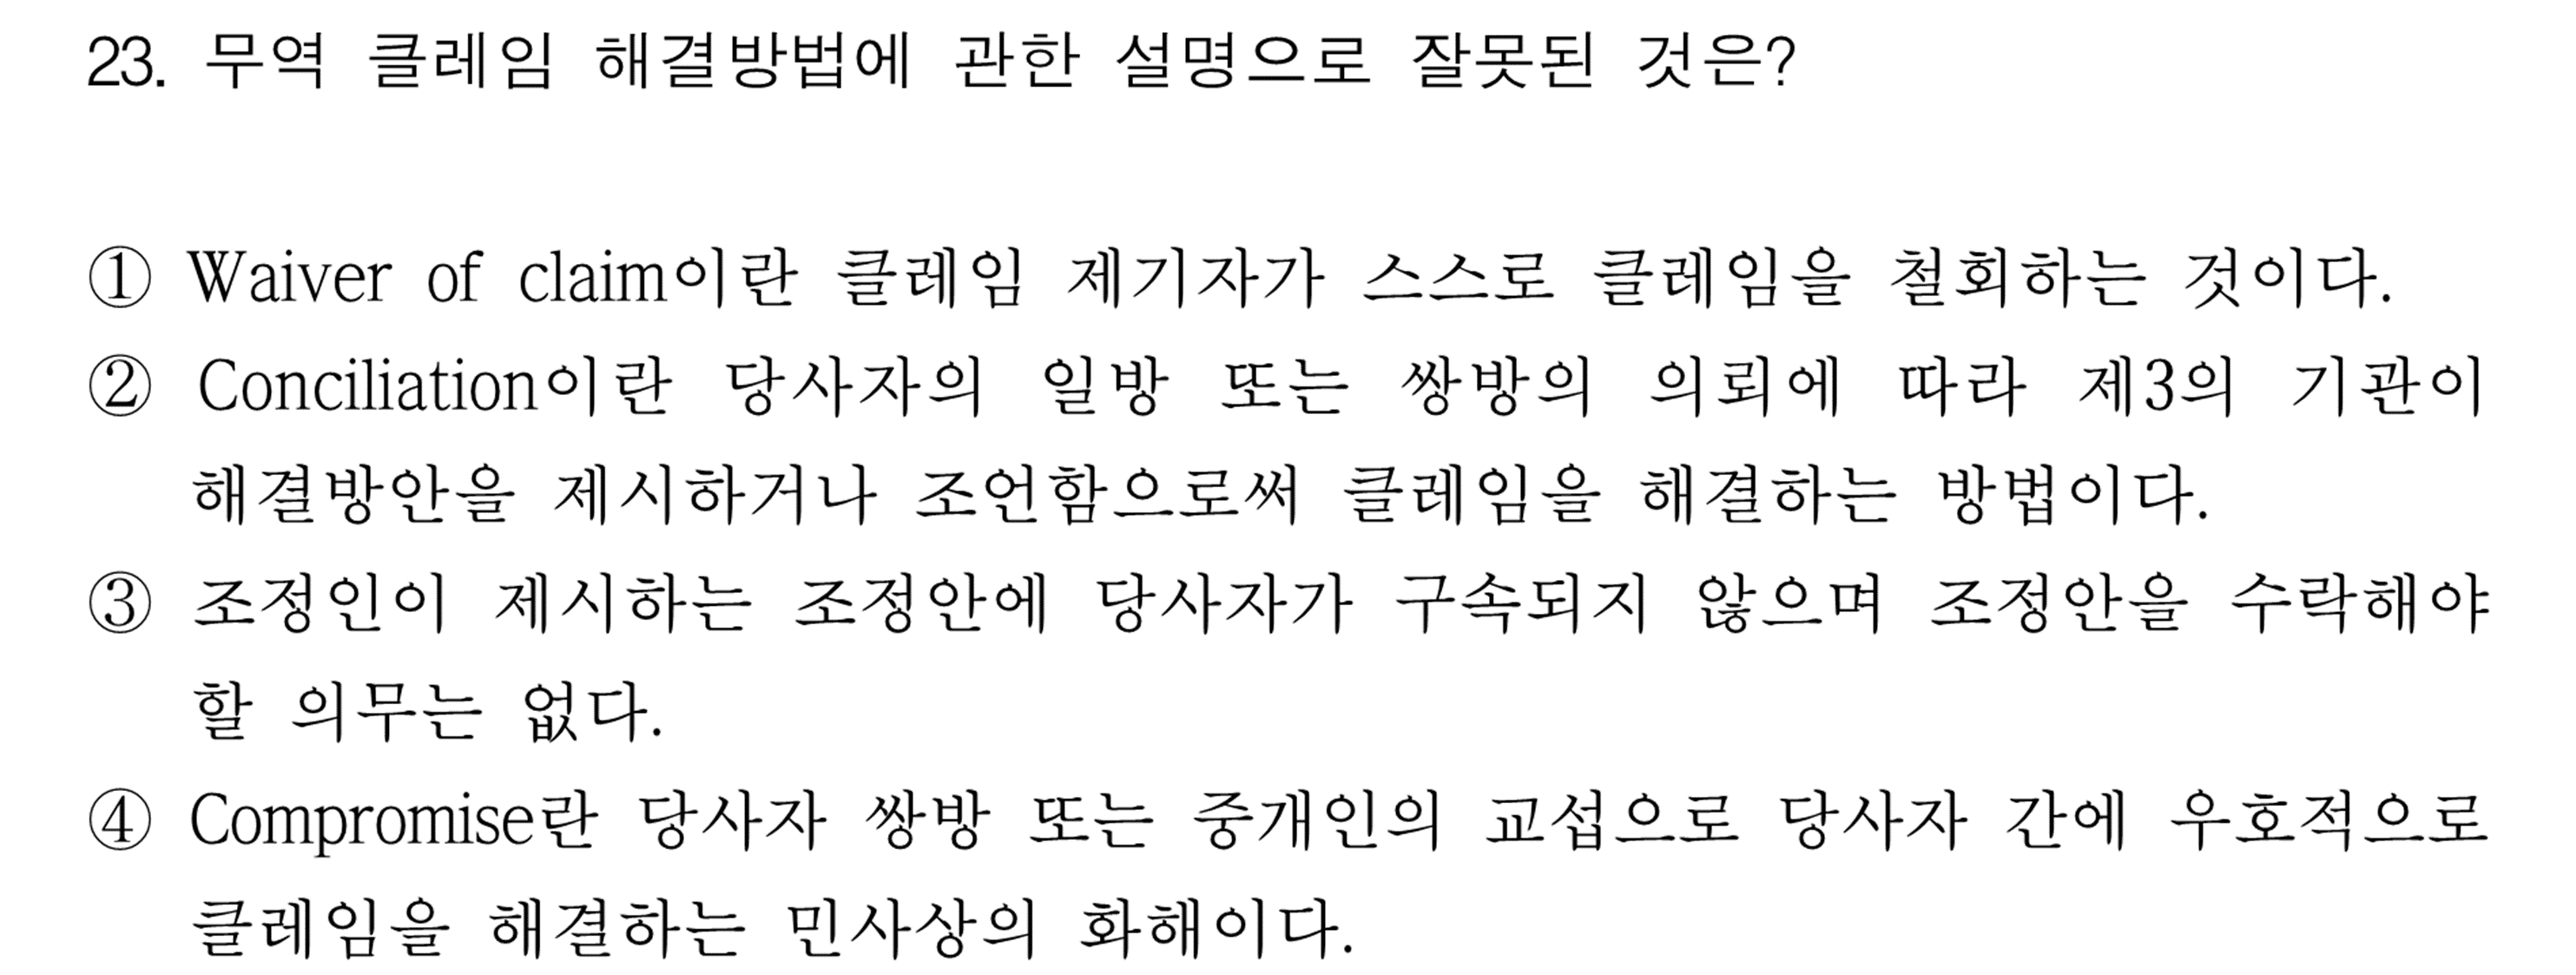 23. 무역 클레임 해결방법에 관한 설명으로 잘못된 것은?
① Waiver of claim이란 클레임 제기자가 스스로 클레임을 철회하는 것이다.
② Conciliation이란 당사자의 일방 또는 쌍방의 의뢰에 따라 제3의 기관이
해결방안을 제시하거나 조언함으로써 클레임을 해결하는 방법이다.
③ 조정인이 제시하는 조정안에 당사자가 구속되지 않으며 조정안을 수락해야
할 의무는 없다.
④ Compromise란 당사자 쌍방 또는 중개인의 교섭으로 당사자 간에 우호적으로
클레임을 해결하는 민사상의 화해이다.